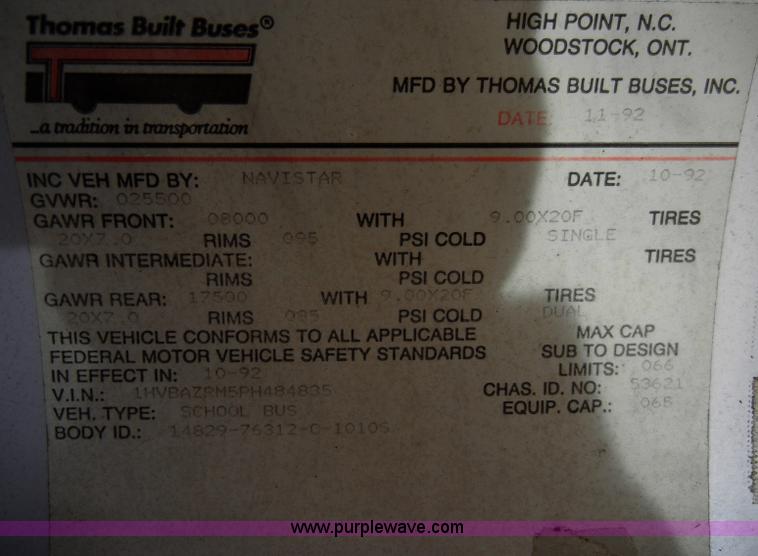 Thomas Built Buses®
...a tradition in transportation
HIGH POINT, N.C.
WOODSTOCK, ONT.
MFD BY THOMAS BUILT BUSES, INC.
DATE: 11-92
INC VEH MFD BY: NAVISTAR DATE: 10-92
GVWR: 025500
GAWR FRONT: 08000 WITH 9.00X20F TIRES
20X7.0 RIMS 095 PSI COLD SINGLE
GAWR INTERMEDIATE: WITH TIRES
RIMS PSI COLD
GAWR REAR: 17500 WITH 9.00X20F TIRES
20X7.0 RIMS 085 PSI COLD DUAL
THIS VEHICLE CONFORMS TO ALL APPLICABLE MAX CAP
FEDERAL MOTOR VEHICLE SAFETY STANDARDS SUB TO DESIGN
IN EFFECT IN: 10-92 LIMITS: 066
V.I.N.: 1HVBAZRM5PH484835 CHAS. ID. NO: 53621
VEH. TYPE: SCHOOL BUS EQUIP. CAP.: 065
BODY ID.: 14829-76312-0-1010S
www.purplewave.com